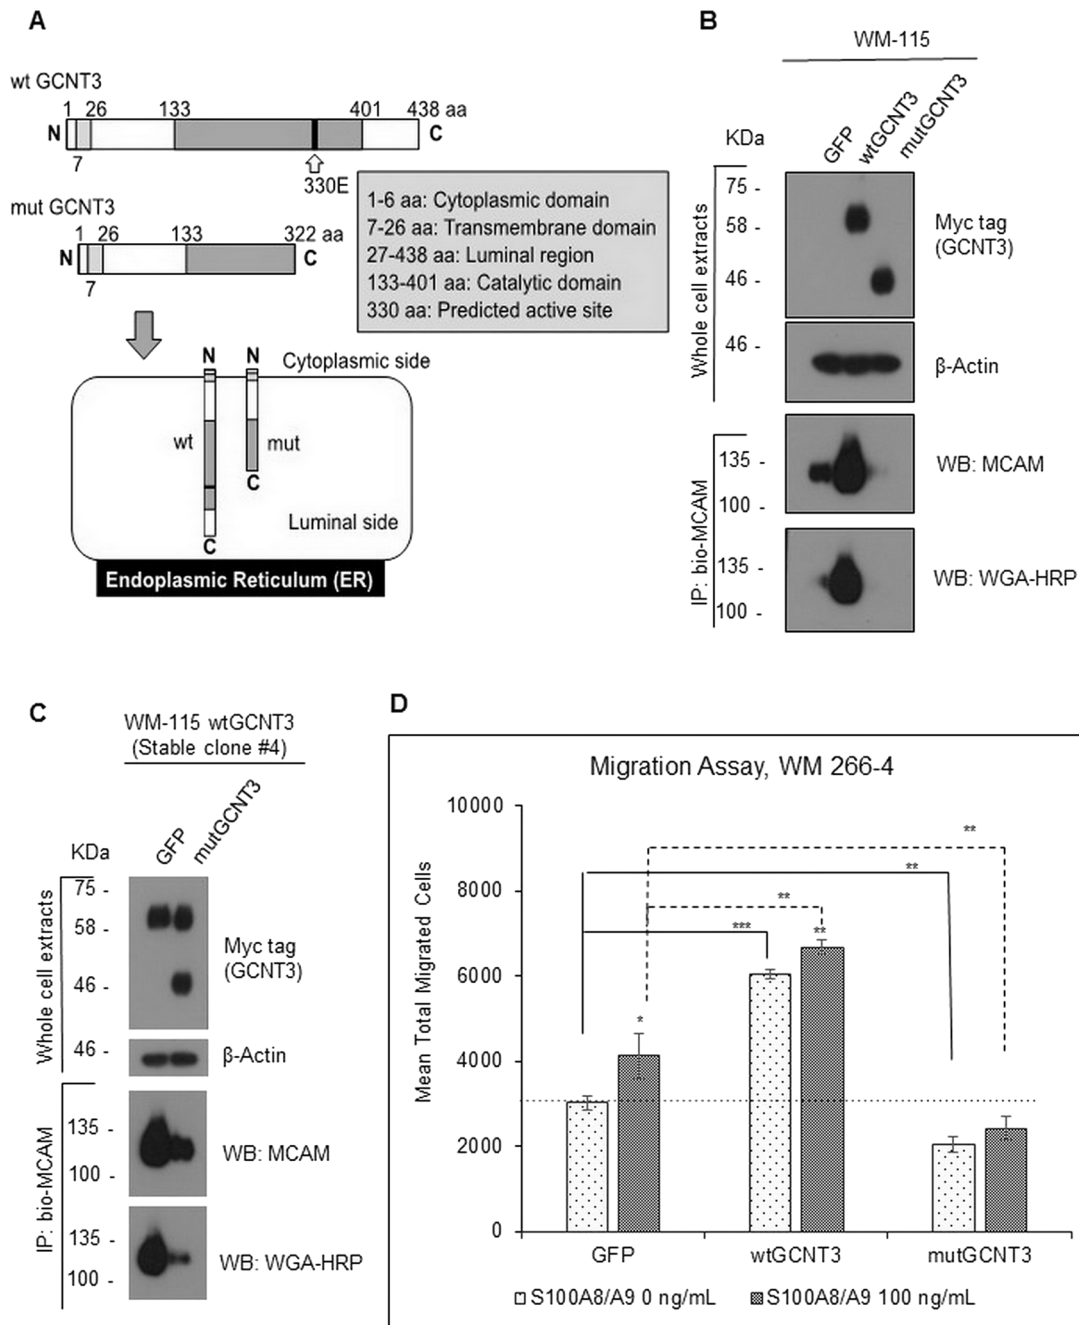 A
wt GCNT3
1 26 133 401 438 aa
N C
7
330E
mut GCNT3
1 26 133 322 aa
N C
7
1-6 aa: Cytoplasmic domain
7-26 aa: Transmembrane domain
27-438 aa: Luminal region
133-401 aa: Catalytic domain
330 aa: Predicted active site
N N Cytoplasmic side
wt mut
C
Luminal side
C
Endoplasmic Reticulum (ER)
B
WM-115
KDa
GFP
wtGCNT3
mutGCNT3
Whole cell extracts
75 -
58 -
46 -
Myc tag
(GCNT3)
46 -
β-Actin
IP: bio-MCAM
135 -
100 -
WB: MCAM
135 -
100 -
WB: WGA-HRP
C
WM-115 wtGCNT3
(Stable clone #4)
KDa
GFP
mutGCNT3
Whole cell extracts
75 -
58 -
46 -
Myc tag
(GCNT3)
46 -
β-Actin
IP: bio-MCAM
135 -
100 -
WB: MCAM
135 -
100 -
WB: WGA-HRP
D
Migration Assay, WM 266-4
Mean Total Migrated Cells
10000
8000
6000
4000
2000
0
**
**
**
***
**
*
GFP wtGCNT3 mutGCNT3
S100A8/A9 0 ng/mL S100A8/A9 100 ng/mL